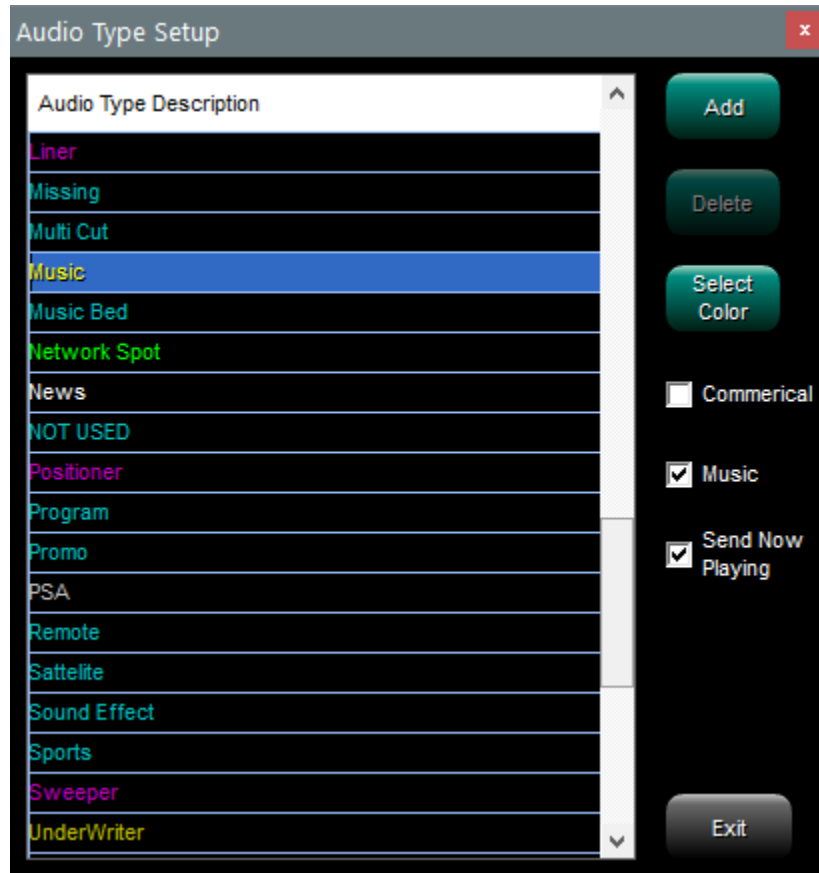 Audio Type Setup
x
Audio Type Description
Liner
Missing
Multi Cut
Music
Music Bed
Network Spot
News
NOT USED
Positioner
Program
Promo
PSA
Remote
Sattelite
Sound Effect
Sports
Sweeper
UnderWriter
Add
Delete
Select
Color
Commerical
Music
Send Now
Playing
Exit